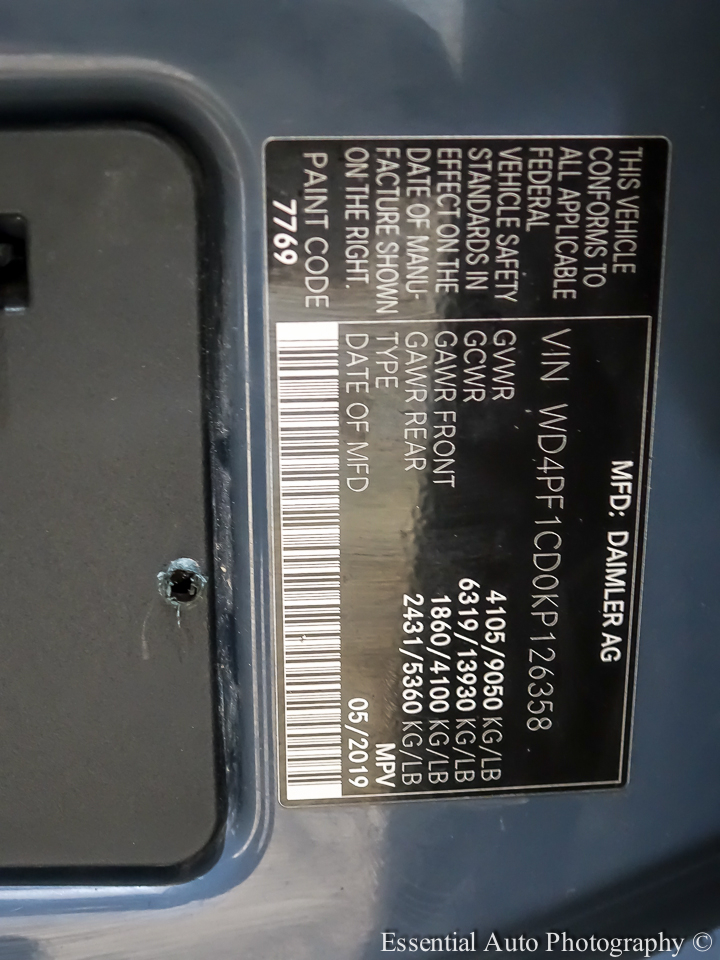 THIS VEHICLE
CONFORMS TO
ALL APPLICABLE
FEDERAL
VEHICLE SAFETY
STANDARDS IN
EFFECT ON THE
DATE OF MANU-
FACTURE SHOWN
ON THE RIGHT.
PAINT CODE
7769
MFD: DAIMLER AG
VIN WD4PF1CD0KP126358
GVWR 4105/9050 KG/LB
GCWR 6319/13930 KG/LB
GAWR FRONT 1860/4100 KG/LB
GAWR REAR 2431/5360 KG/LB
TYPE MPV
DATE OF MFD 05/2019
Essential Auto Photography ©